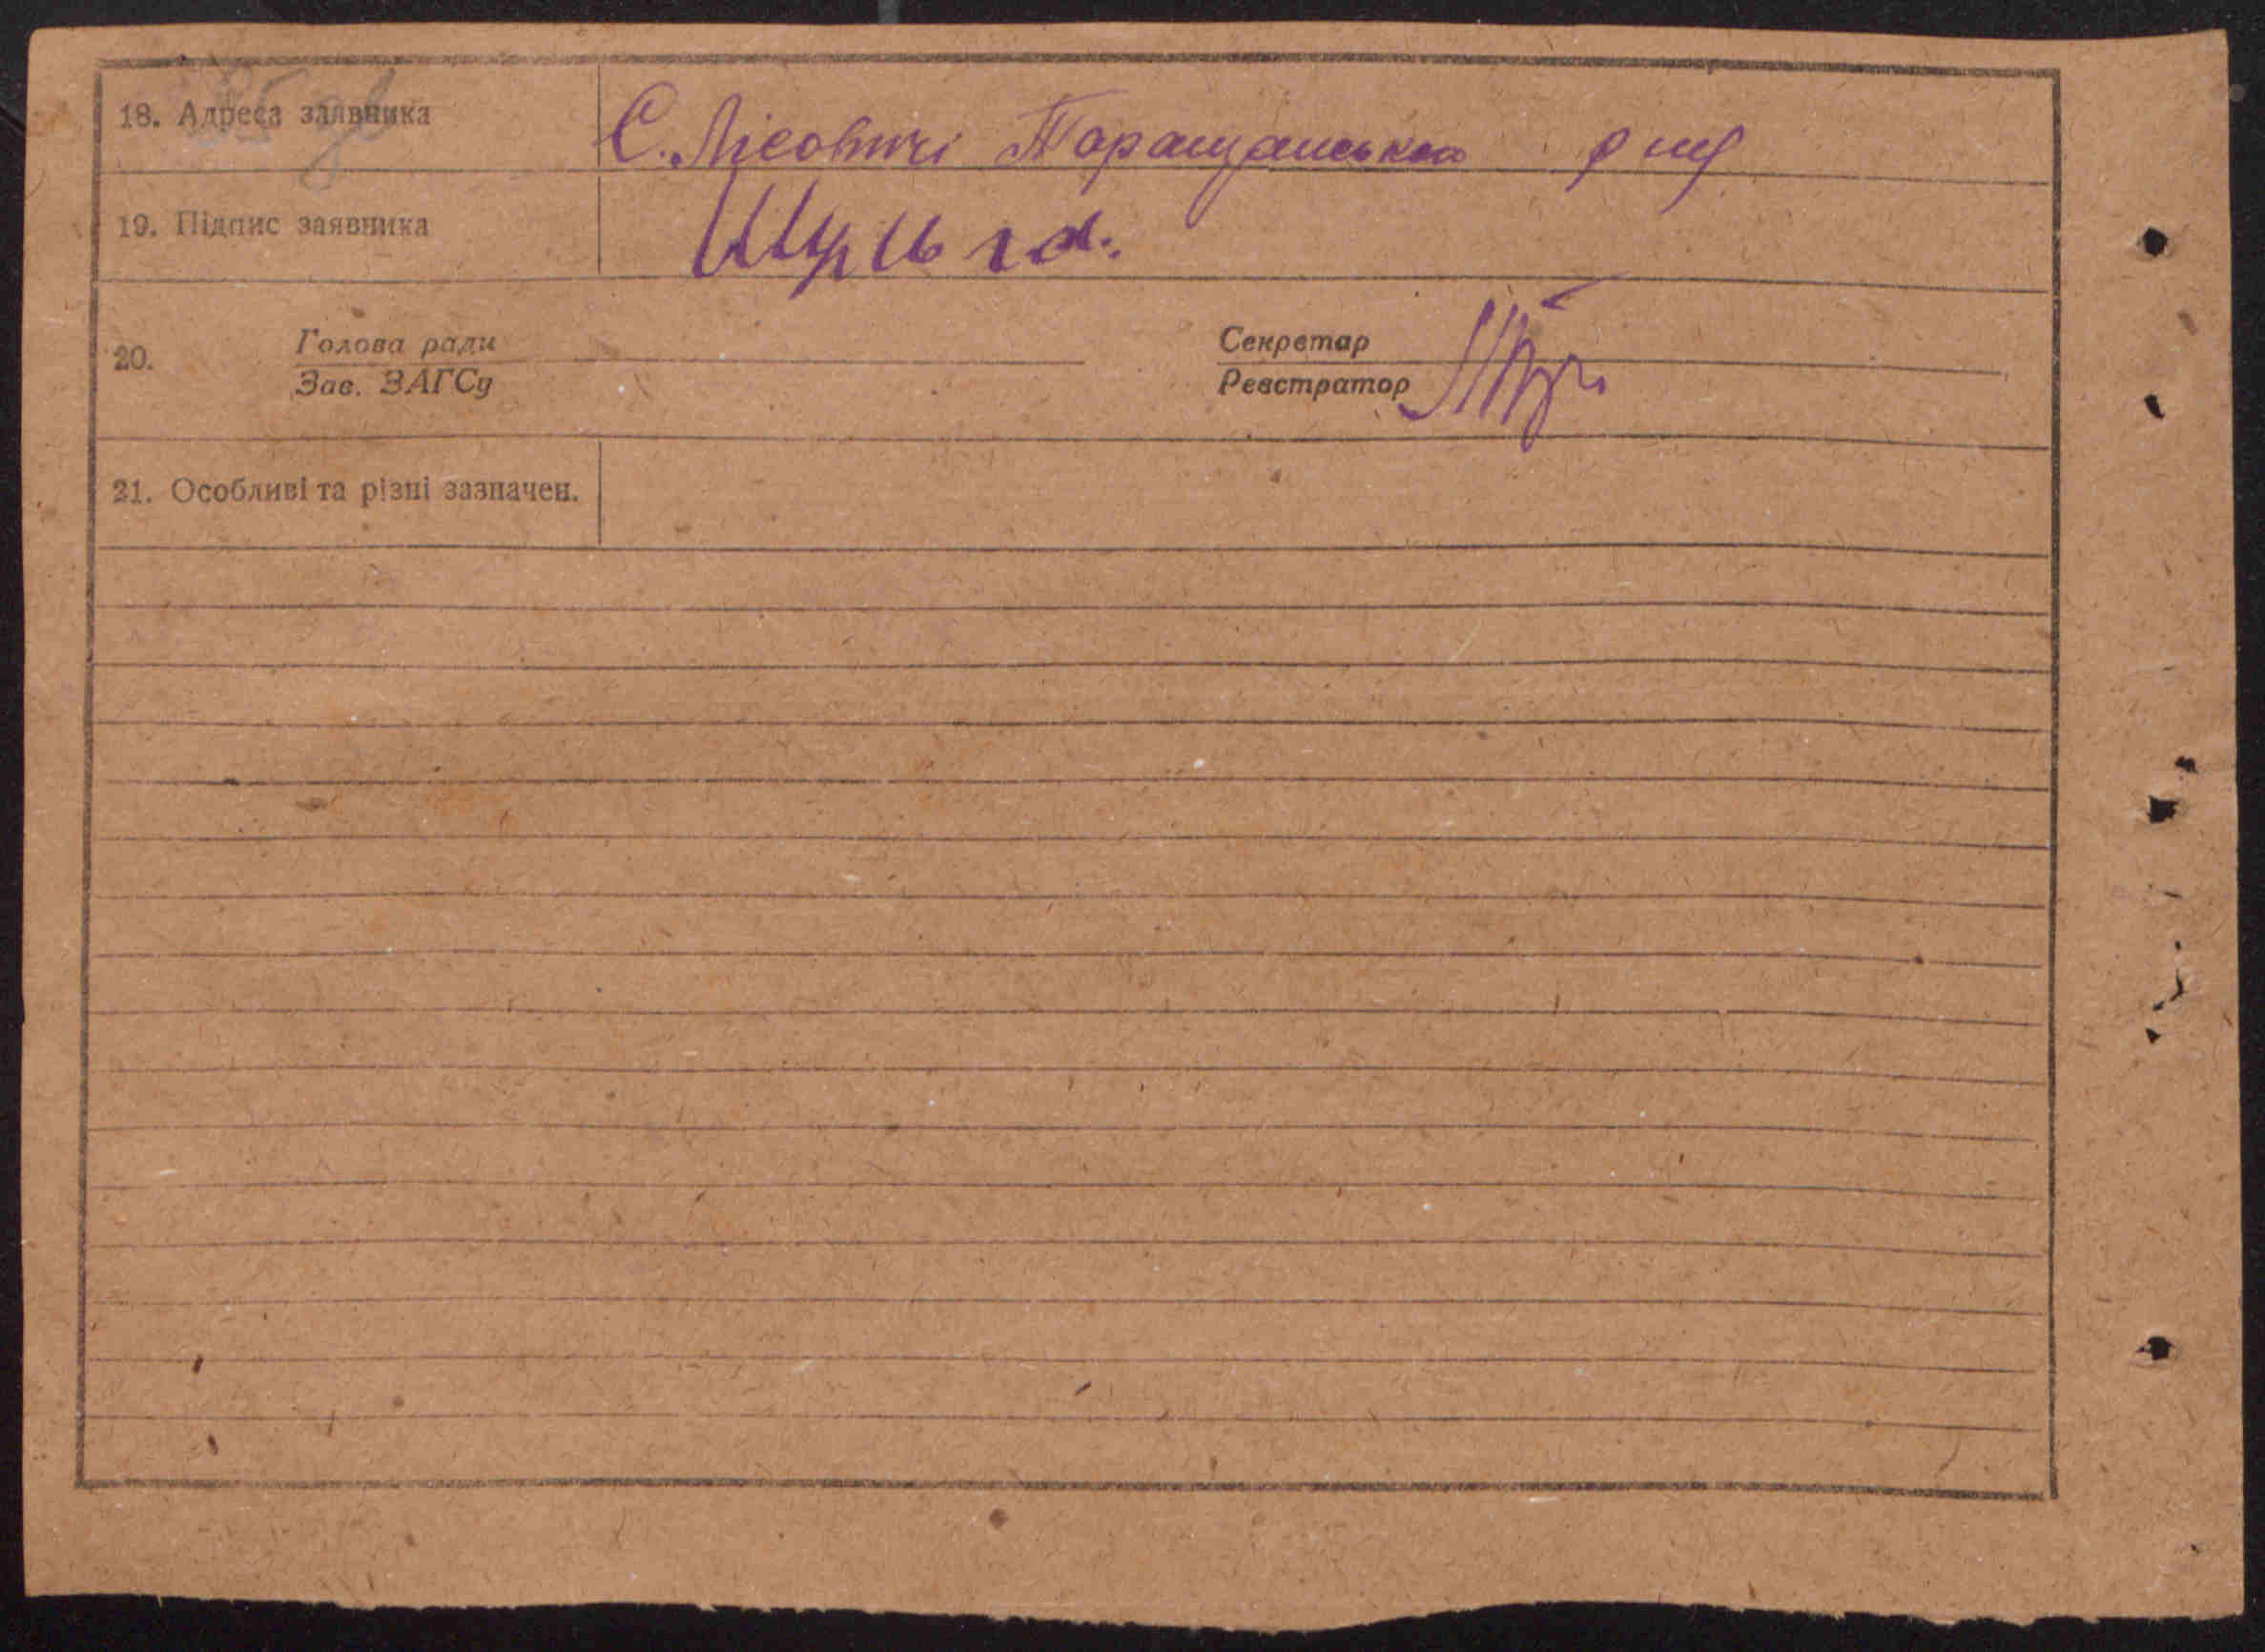 18. Адреса заявника С. Лісовичі Таращанського р-ну
19. Підпис заявника
Голова ради Секретар
20.
Зав. ЗАГСу Реєстратор
21. Особливі та різні зазначен.